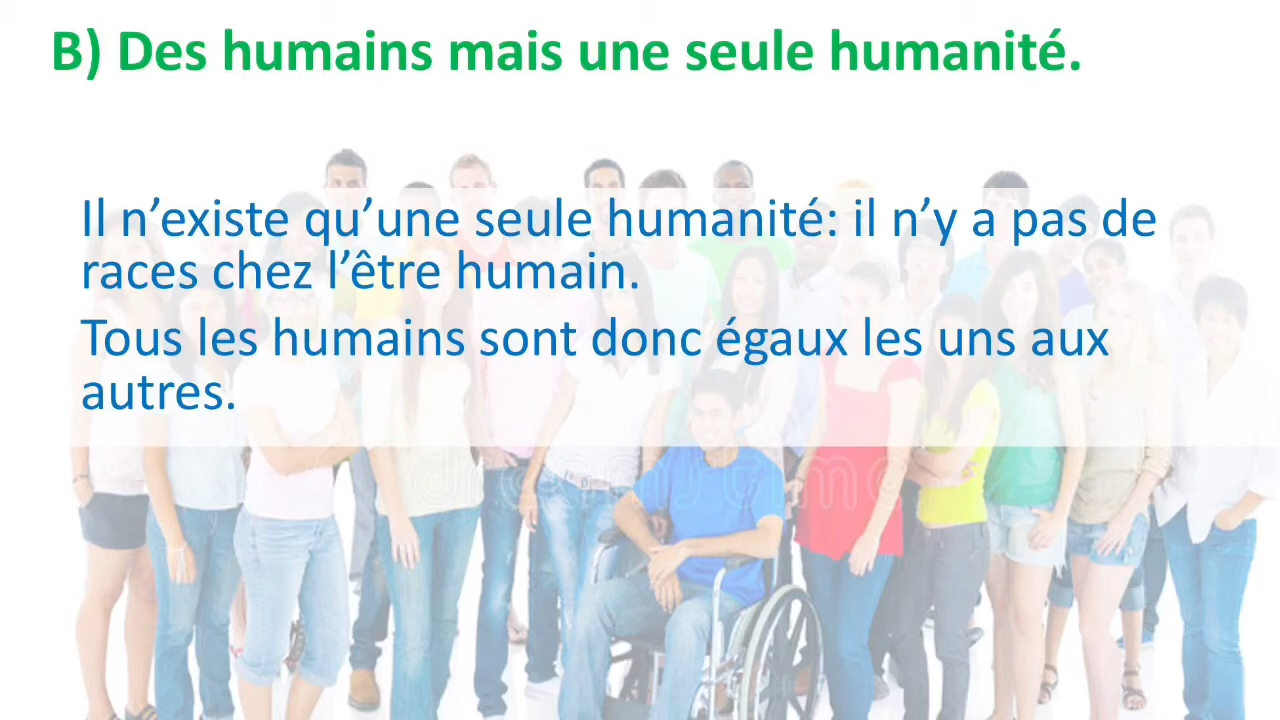 B) Des humains mais une seule humanité.
Il n’existe qu’une seule humanité: il n’y a pas de
races chez l’être humain.
Tous les humains sont donc égaux les uns aux
autres.
dreamstime